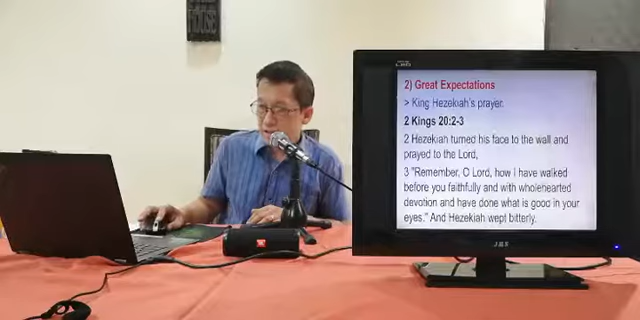 HOUSE
2) Great Expectations
> King Hezekiah's prayer.
2 Kings 20:2-3
2 Hezekiah turned his face to the wall and
prayed to the Lord,
3 "Remember, O Lord, how I have walked
before you faithfully and with wholehearted
devotion and have done what is good in your
eyes." And Hezekiah wept bitterly.
JBL